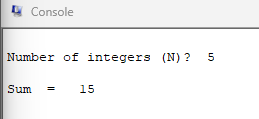 Console
Number of integers (N)?  5
Sum  =   15